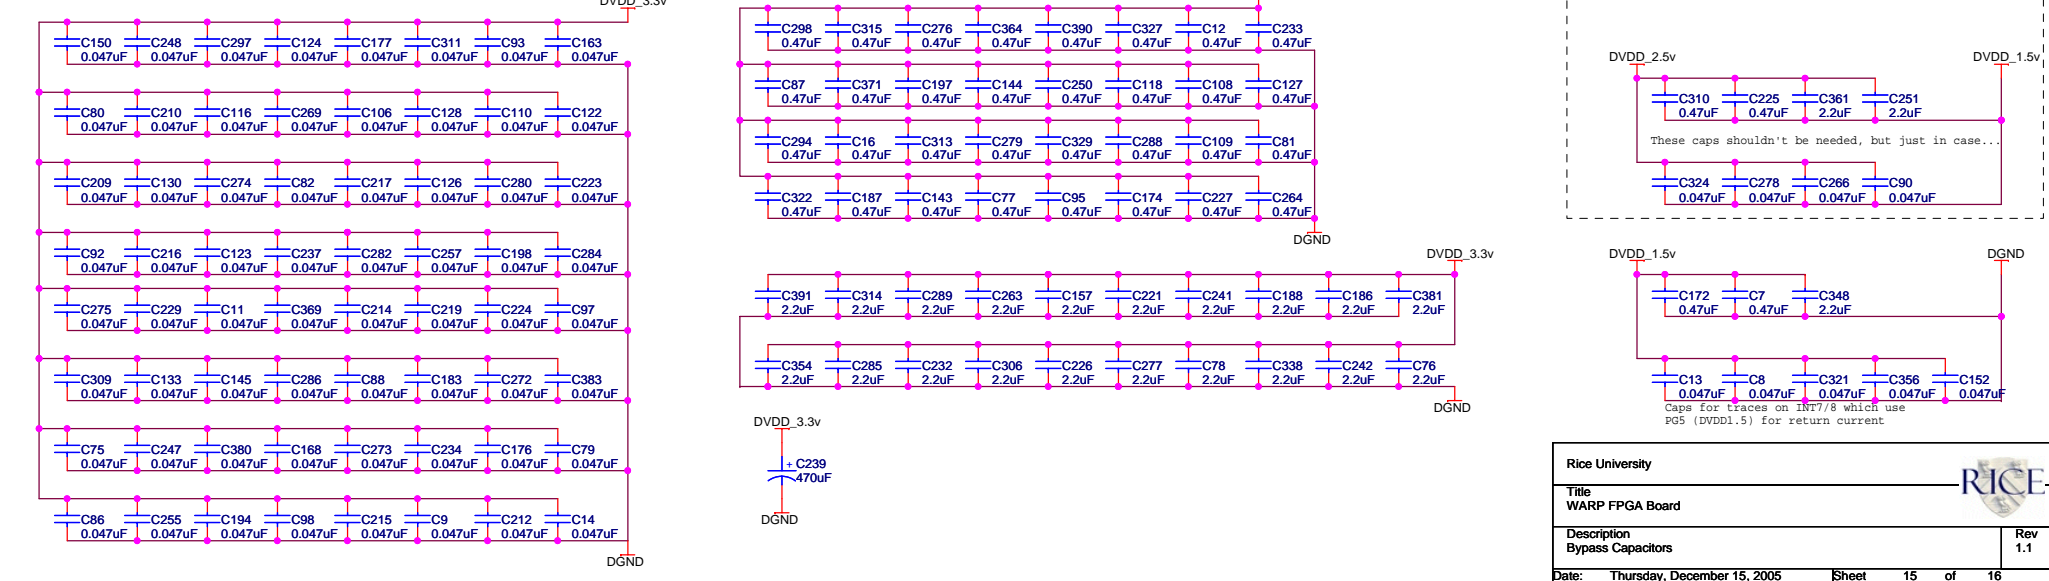 DVDD_3.3v
C150 C248 C297 C124 C177 C311 C93 C163
0.047uF 0.047uF 0.047uF 0.047uF 0.047uF 0.047uF 0.047uF 0.047uF
C80 C210 C116 C269 C106 C128 C110 C122
0.047uF 0.047uF 0.047uF 0.047uF 0.047uF 0.047uF 0.047uF 0.047uF
C209 C130 C274 C82 C217 C126 C280 C223
0.047uF 0.047uF 0.047uF 0.047uF 0.047uF 0.047uF 0.047uF 0.047uF
C92 C216 C123 C237 C282 C257 C198 C284
0.047uF 0.047uF 0.047uF 0.047uF 0.047uF 0.047uF 0.047uF 0.047uF
C275 C229 C11 C369 C214 C219 C224 C97
0.047uF 0.047uF 0.047uF 0.047uF 0.047uF 0.047uF 0.047uF 0.047uF
C309 C133 C145 C286 C88 C183 C272 C383
0.047uF 0.047uF 0.047uF 0.047uF 0.047uF 0.047uF 0.047uF 0.047uF
C75 C247 C380 C168 C273 C234 C176 C79
0.047uF 0.047uF 0.047uF 0.047uF 0.047uF 0.047uF 0.047uF 0.047uF
C86 C255 C194 C98 C215 C9 C212 C14
0.047uF 0.047uF 0.047uF 0.047uF 0.047uF 0.047uF 0.047uF 0.047uF
DGND
C298 C315 C276 C364 C390 C327 C12 C233
0.47uF 0.47uF 0.47uF 0.47uF 0.47uF 0.47uF 0.47uF 0.47uF
C87 C371 C197 C144 C250 C118 C108 C127
0.47uF 0.47uF 0.47uF 0.47uF 0.47uF 0.47uF 0.47uF 0.47uF
C294 C16 C313 C279 C329 C288 C109 C81
0.47uF 0.47uF 0.47uF 0.47uF 0.47uF 0.47uF 0.47uF 0.47uF
C322 C187 C143 C77 C95 C174 C227 C264
0.47uF 0.47uF 0.47uF 0.47uF 0.47uF 0.47uF 0.47uF 0.47uF
DGND
DVDD_3.3v
C391 C314 C289 C263 C157 C221 C241 C188 C186 C381
2.2uF 2.2uF 2.2uF 2.2uF 2.2uF 2.2uF 2.2uF 2.2uF 2.2uF 2.2uF
C354 C285 C232 C306 C226 C277 C78 C338 C242 C76
2.2uF 2.2uF 2.2uF 2.2uF 2.2uF 2.2uF 2.2uF 2.2uF 2.2uF 2.2uF
DGND
DVDD_3.3v
+ C239
470uF
DGND
DVDD_2.5v DVDD_1.5v
C310 C225 C361 C251
0.47uF 0.47uF 2.2uF 2.2uF
These caps shouldn't be needed, but just in case...
C324 C278 C266 C90
0.047uF 0.047uF 0.047uF 0.047uF
DVDD_1.5v DGND
C172 C7 C348
0.47uF 0.47uF 2.2uF
C13 C8 C321 C356 C152
0.047uF 0.047uF 0.047uF 0.047uF 0.047uF
Caps for traces on INT7/8 which use
PG5 (DVDD1.5) for return current
Rice University
RICE
Title
WARP FPGA Board
Description
Bypass Capacitors
Rev
1.1
Date: Thursday, December 15, 2005 Sheet 15 of 16